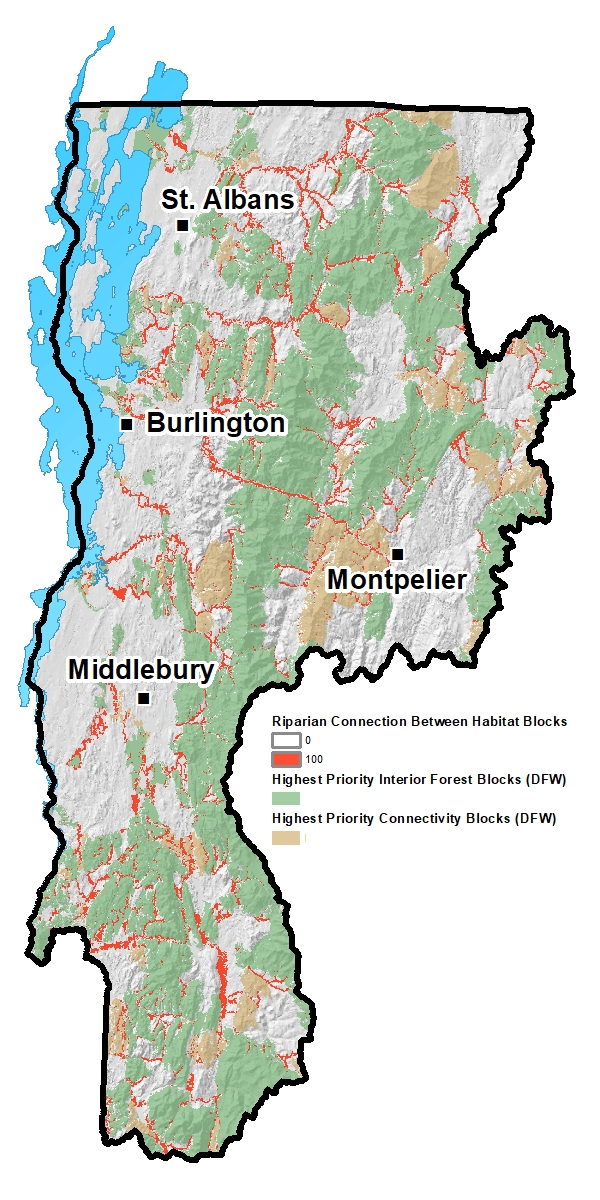 St. Albans
Burlington
Montpelier
Middlebury
Riparian Connection Between Habitat Blocks
0
100
Highest Priority Interior Forest Blocks (DFW)
Highest Priority Connectivity Blocks (DFW)